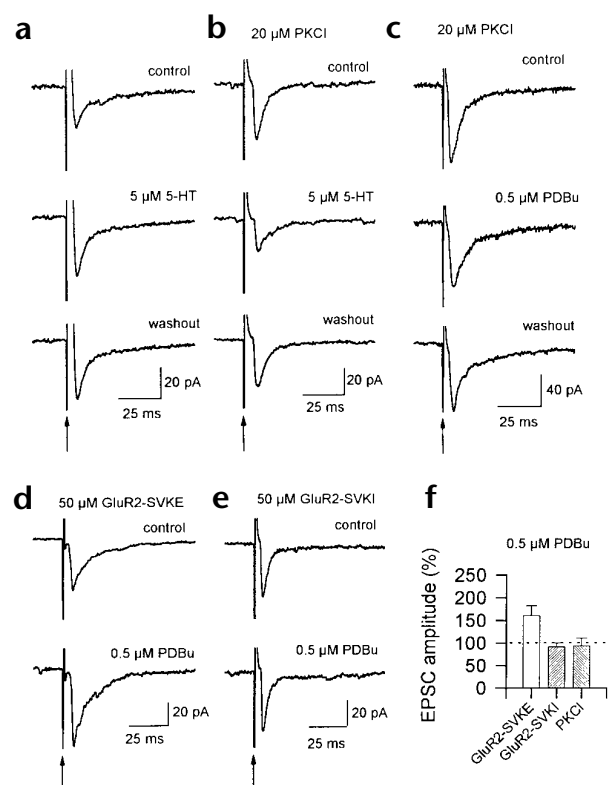 a
control
5 µM 5-HT
washout
20 pA
25 ms
b
20 µM PKCI
control
5 µM 5-HT
washout
20 pA
25 ms
c
20 µM PKCI
control
0.5 µM PDBu
washout
40 pA
25 ms
d
50 µM GluR2-SVKE
control
0.5 µM PDBu
20 pA
25 ms
e
50 µM GluR2-SVKI
control
0.5 µM PDBu
20 pA
25 ms
f
0.5 µM PDBu
EPSC amplitude (%)
250
200
150
100
50
0
GluR2-SVKE
GluR2-SVKI
PKCI